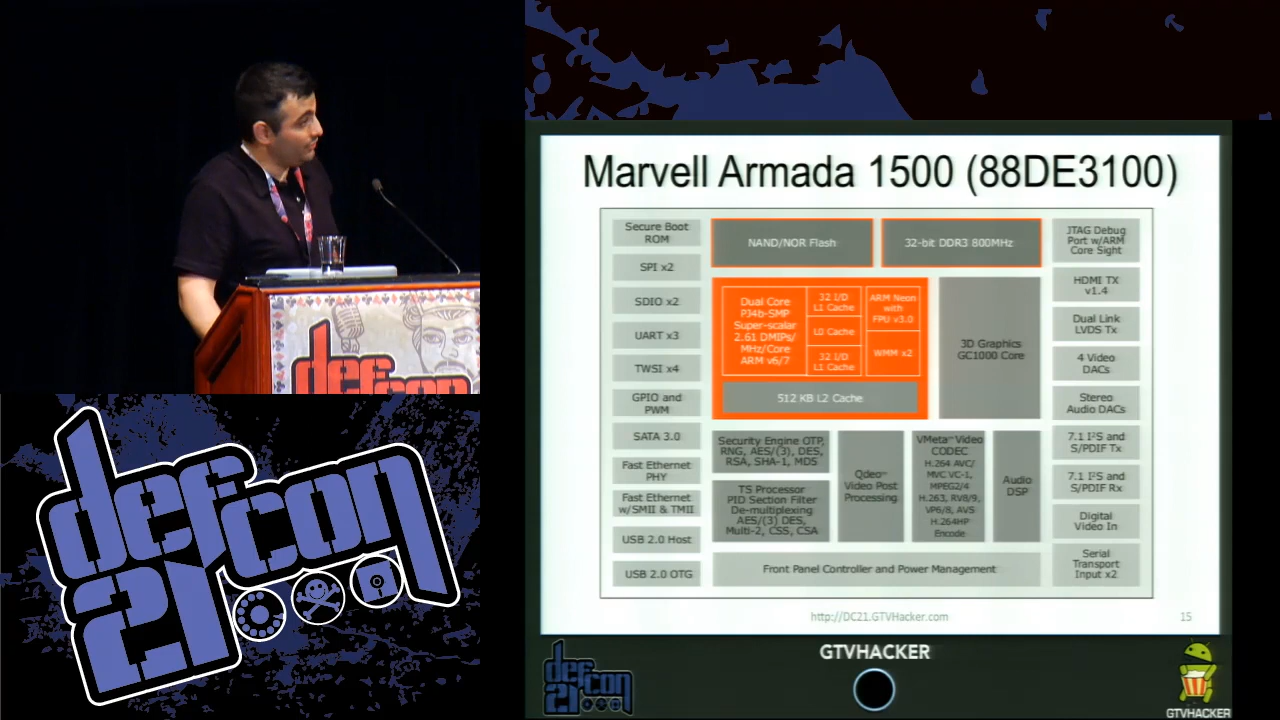 Marvell Armada 1500 (88DE3100)
Secure Boot
ROM
SPI x2
SDIO x2
UART x3
TWSI x4
GPIO and
PWM
SATA 3.0
Fast Ethernet
PHY
Fast Ethernet
w/SMII & TMII
USB 2.0 Host
USB 2.0 OTG
NAND/NOR Flash
32-bit DDR3 800MHz
Dual Core
PJ4b-SMP
Super-scalar
2.61 DMIPs/
MHz/Core
ARM v6/7
32 I/D
L1 Cache
L0 Cache
32 I/D
L1 Cache
ARM Neon
with
FPU v3.0
WMM x2
512 KB L2 Cache
3D Graphics
GC1000 Core
Security Engine OTP,
RNG, AES/(3), DES,
RSA, SHA-1, MD5
TS Processor
PID Section Filter
De-multiplexing
AES/(3) DES,
Multi-2, CSS, CSA
Qdeo™
Video Post
Processing
VMeta™ Video
CODEC
H.264 AVC/
MVC VC-1,
MPEG2/4
H.263, RV8/9,
VP6/8, AVS
H.264HP
Encode
Audio
DSP
Front Panel Controller and Power Management
JTAG Debug
Port w/ARM
Core Sight
HDMI TX
v1.4
Dual Link
LVDS Tx
4 Video
DACs
Stereo
Audio DACs
7.1 I²S and
S/PDIF Tx
7.1 I²S and
S/PDIF Rx
Digital
Video In
Serial
Transport
Input x2
http://DC21.GTVHacker.com
15
defcon
defcon
21
defcon
21
GTVHACKER
GTVHACKER